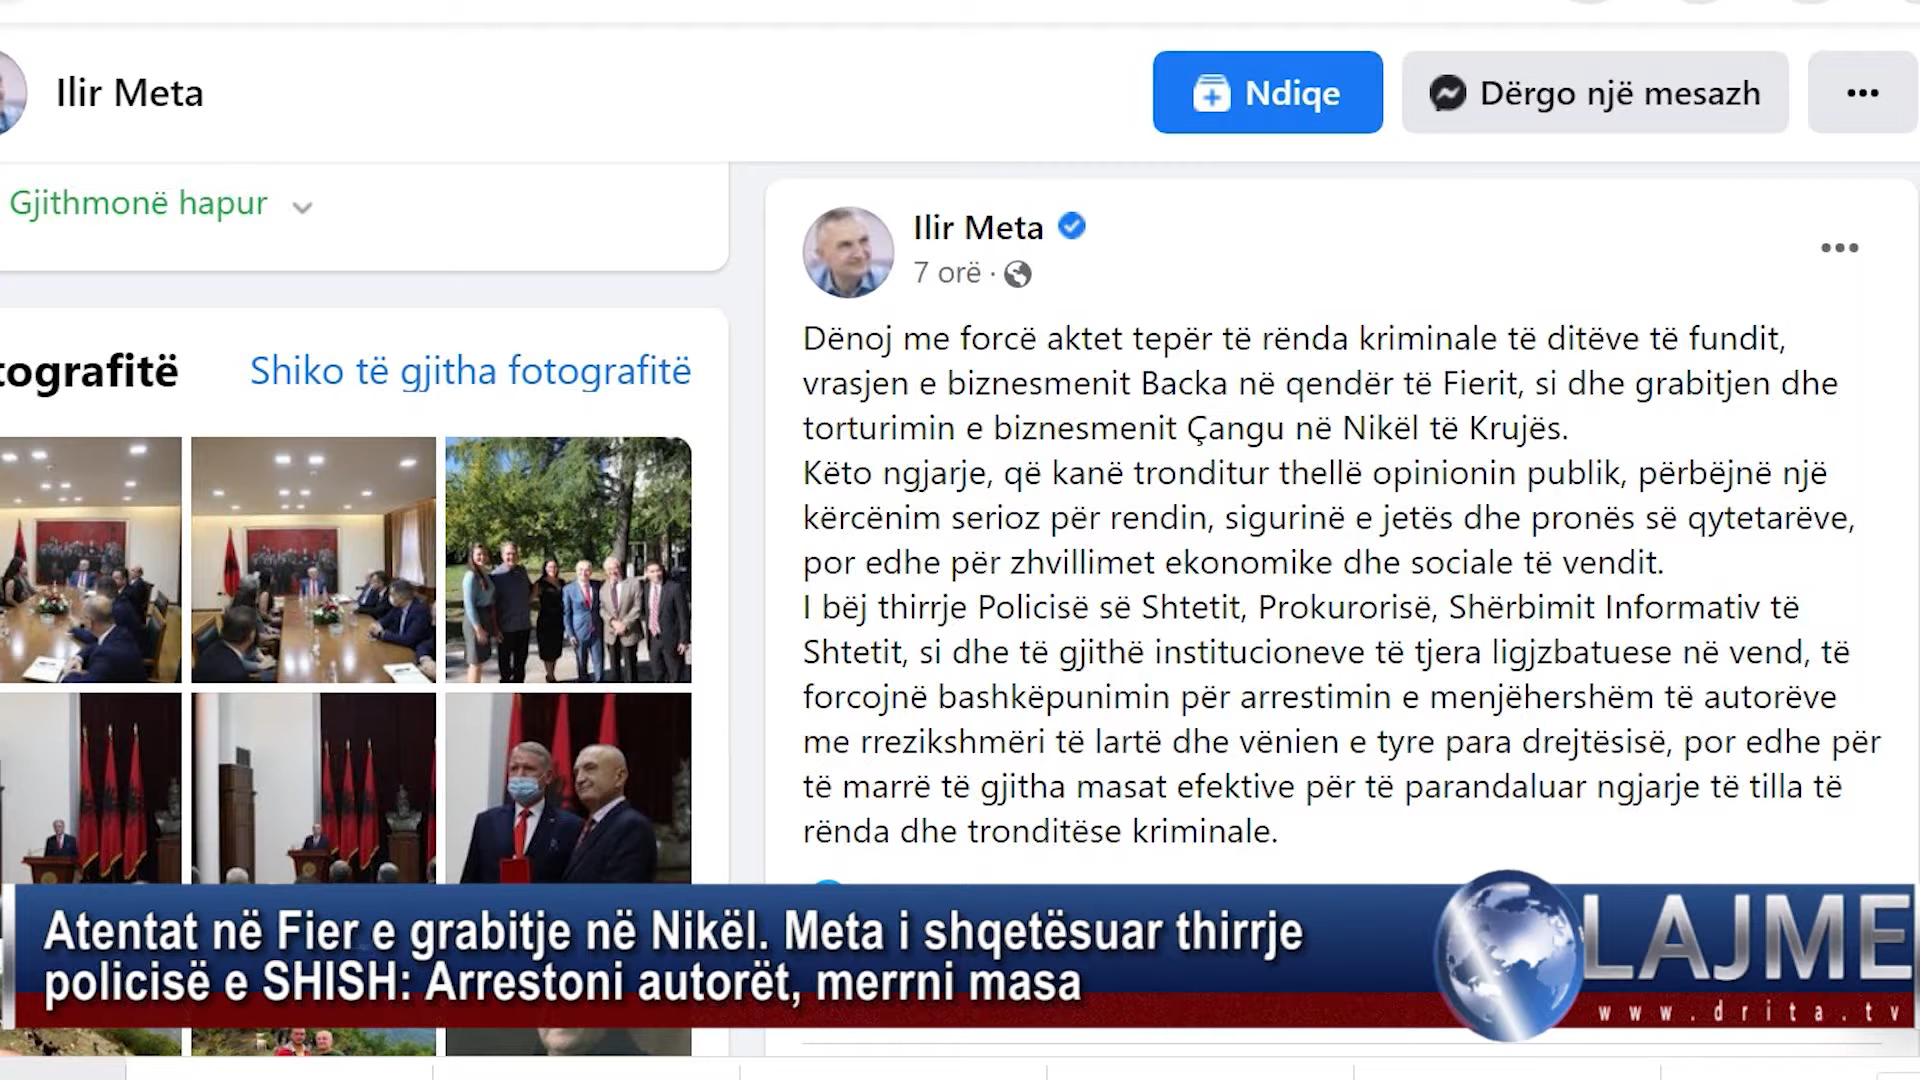 Ilir Meta
Ndiqe
Dërgo një mesazh
Gjithmonë hapur
Shiko të gjitha fotografitë
Ilir Meta
7 orë ·
Dënoj me forcë aktet tepër të rënda kriminale të ditëve të fundit,
vrasjen e biznesmenit Backa në qendër të Fierit, si dhe grabitjen dhe
torturimin e biznesmenit Çangu në Nikël të Krujës.
Këto ngjarje, që kanë tronditur thellë opinionin publik, përbëjnë një
kërcënim serioz për rendin, sigurinë e jetës dhe pronës së qytetarëve,
por edhe për zhvillimet ekonomike dhe sociale të vendit.
I bëj thirrje Policisë së Shtetit, Prokurorisë, Shërbimit Informativ të
Shtetit, si dhe të gjithë institucioneve të tjera ligjzbatuese në vend, të
forcojnë bashkëpunimin për arrestimin e menjëhershëm të autorëve
me rrezikshmëri të lartë dhe vënien e tyre para drejtësisë, por edhe për
të marrë të gjitha masat efektive për të parandaluar ngjarje të tilla të
rënda dhe tronditëse kriminale.
Atentat në Fier e grabitje në Nikël. Meta i shqetësuar thirrje
policisë e SHISH: Arrestoni autorët, merrni masa
LAJME
www.drita.tv